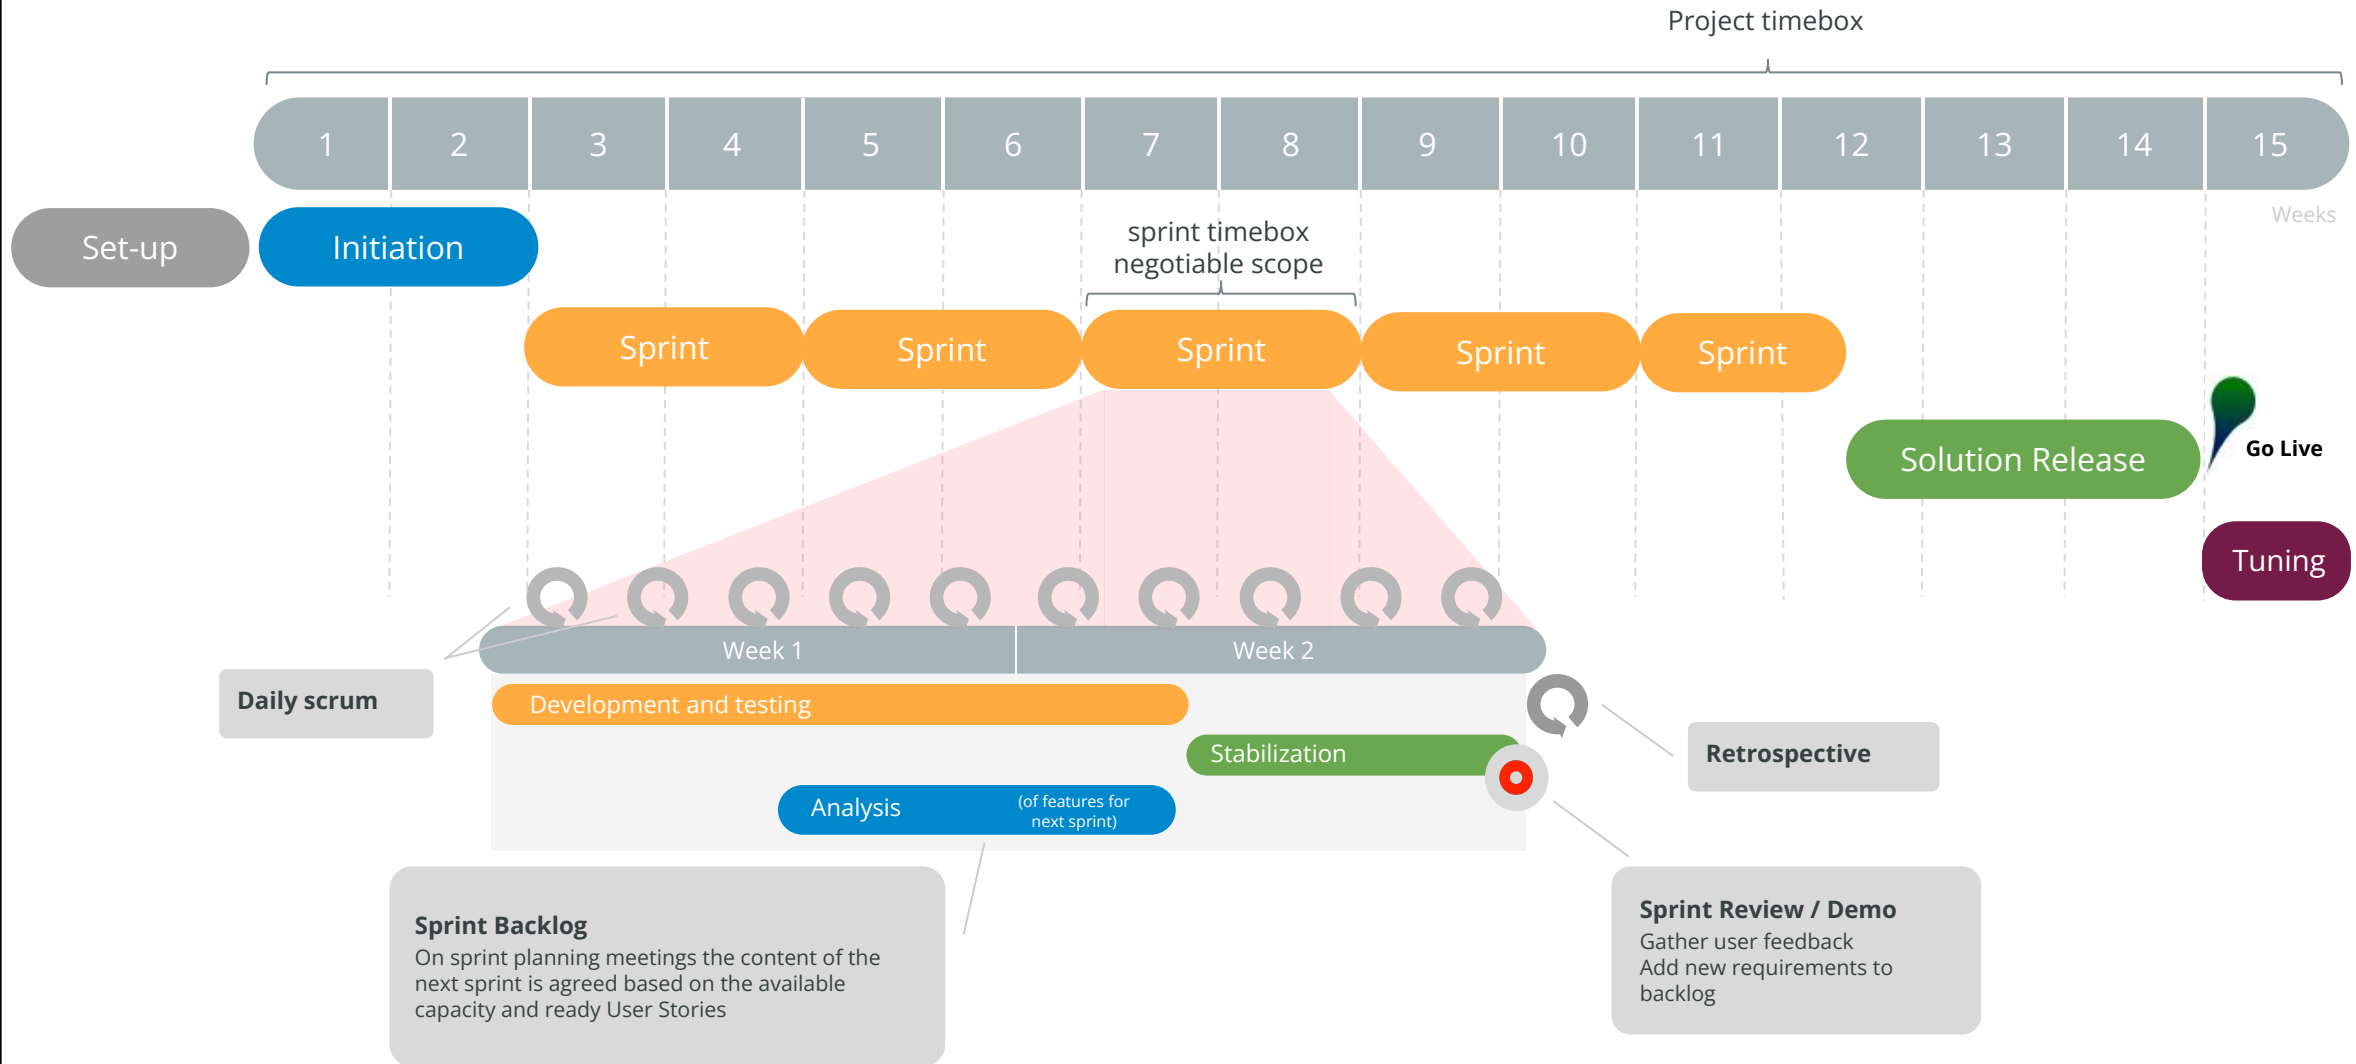 Project timebox
1 2 3 4 5 6 7 8 9 10 11 12 13 14 15
Weeks
Set-up
Initiation
sprint timebox
negotiable scope
Sprint
Sprint
Sprint
Sprint
Sprint
Solution Release
Go Live
Tuning
Week 1
Week 2
Daily scrum
Development and testing
Stabilization
Retrospective
Analysis
(of features for
next sprint)
Sprint Backlog
On sprint planning meetings the content of the
next sprint is agreed based on the available
capacity and ready User Stories
Sprint Review / Demo
Gather user feedback
Add new requirements to
backlog